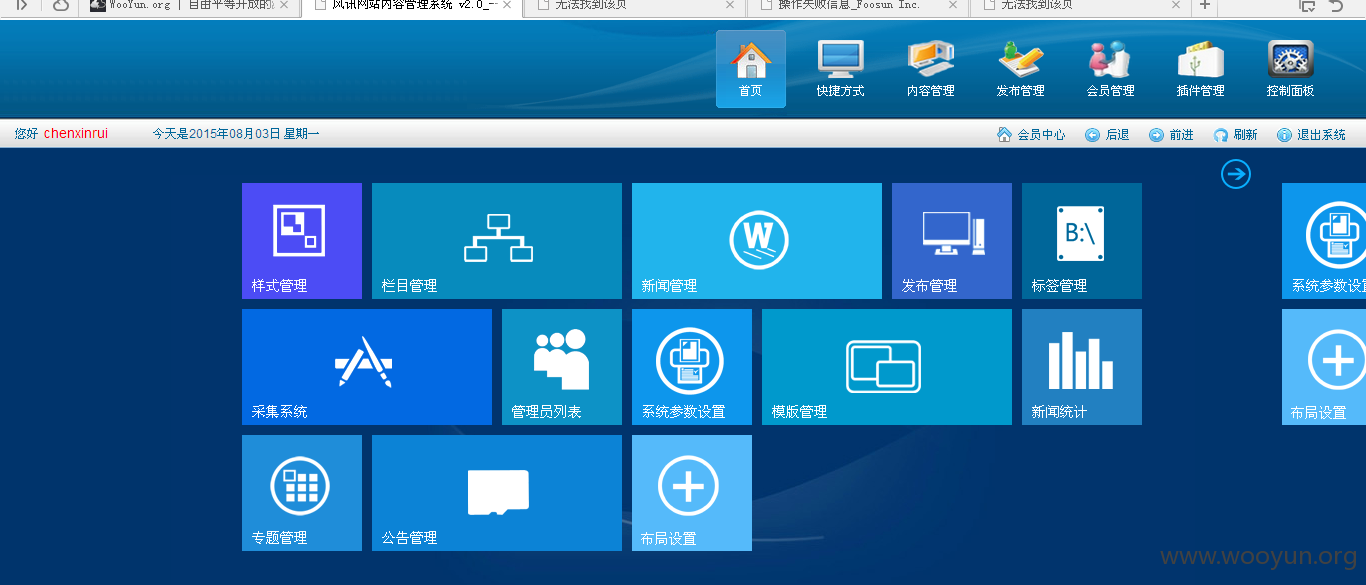 WooYun.org | 自由平等开放的
风讯网站内容管理系统 v2.0_
无法找到该页
操作失败信息_Foosun Inc.
无法找到该页
首页
快捷方式
内容管理
发布管理
会员管理
插件管理
控制面板
您好 chenxinrui
今天是2015年08月03日 星期一
会员中心
后退
前进
刷新
退出系统
样式管理
栏目管理
W
新闻管理
发布管理
B:\
标签管理
系统参数设
采集系统
管理员列表
系统参数设置
模版管理
新闻统计
布局设置
专题管理
公告管理
布局设置
www.wooyun.org